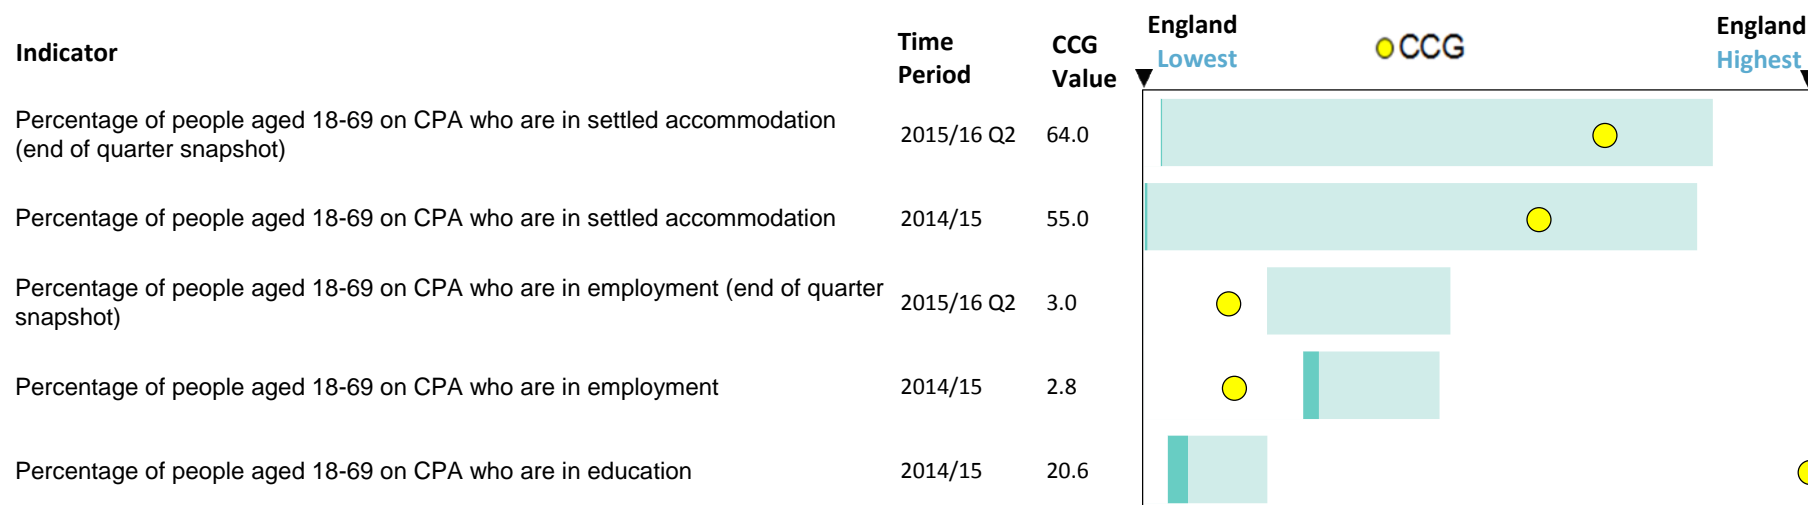 Indicator
Time Period
CCG Value
England Lowest
CCG
England Highest
Percentage of people aged 18-69 on CPA who are in settled accommodation
(end of quarter snapshot)
2015/16 Q2
64.0
Percentage of people aged 18-69 on CPA who are in settled accommodation
2014/15
55.0
Percentage of people aged 18-69 on CPA who are in employment (end of quarter
snapshot)
2015/16 Q2
3.0
Percentage of people aged 18-69 on CPA who are in employment
2014/15
2.8
Percentage of people aged 18-69 on CPA who are in education
2014/15
20.6